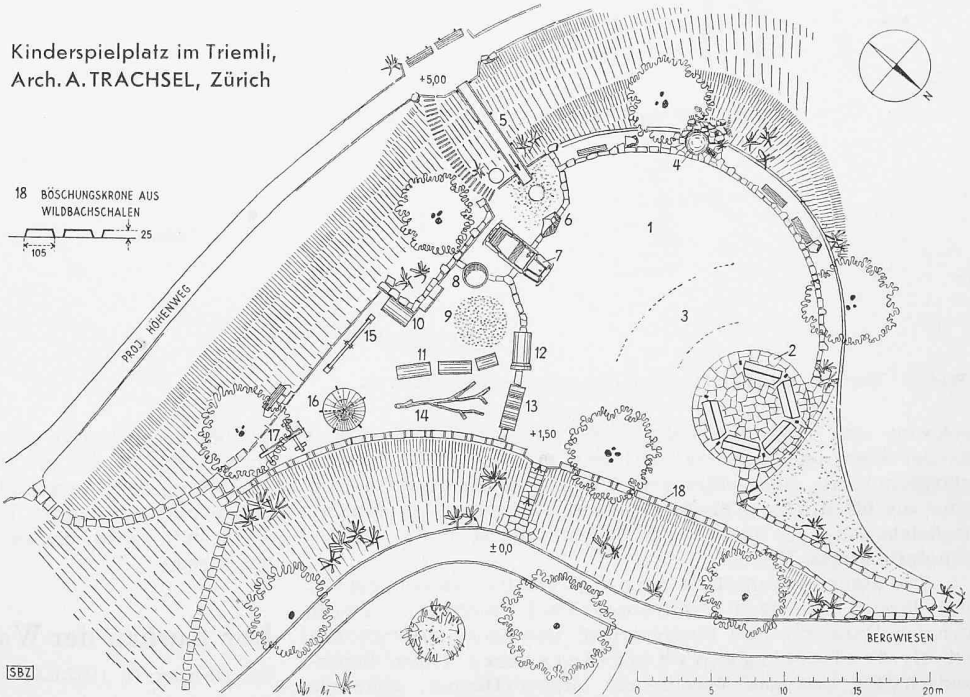 Kinderspielplatz im Triemli,
Arch. A. TRACHSEL, Zürich
+5,00
N
5
4
18 BÖSCHUNGSKRONE AUS
WILDBACHSCHALEN
25
105
6
1
7
8
PROJ. HÖHENWEG
9
10
3
15
12
11
2
13
16
14
17
+1,50
18
± 0,0
BERGWIESEN
SBZ
0 5 10 15 20m